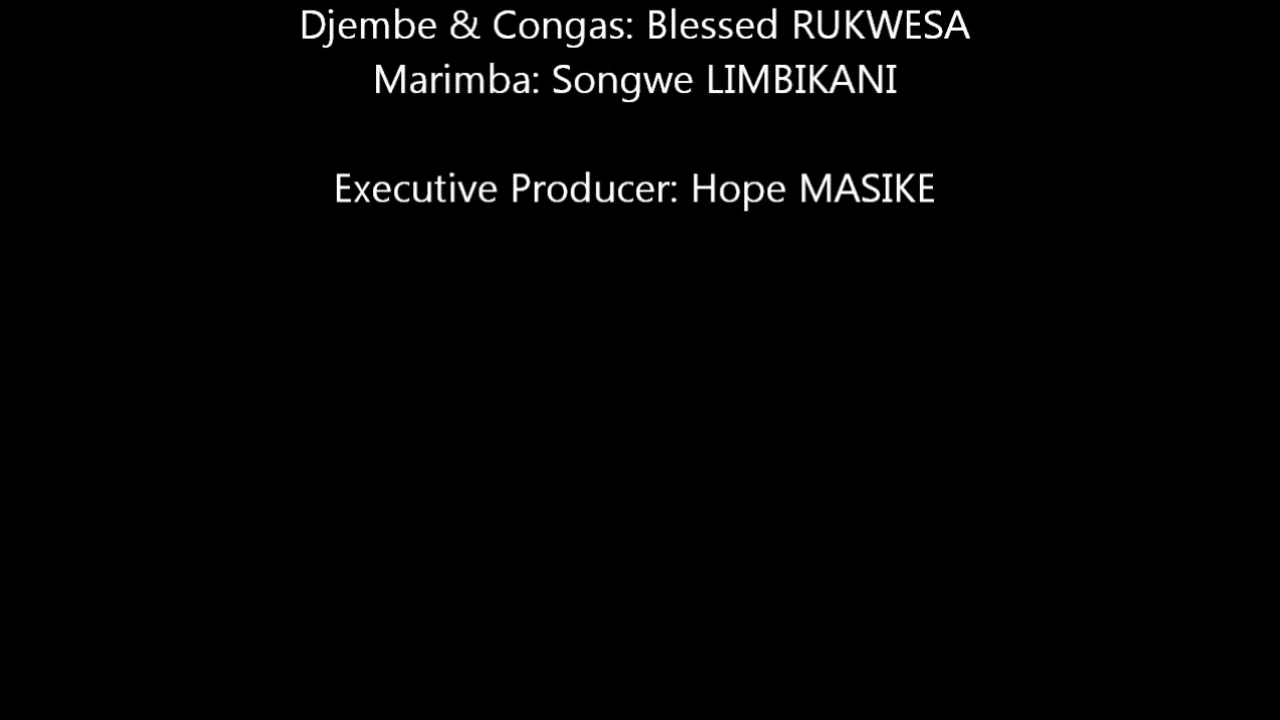 Djembe & Congas: Blessed RUKWESA
Marimba: Songwe LIMBIKANI
Executive Producer: Hope MASIKE